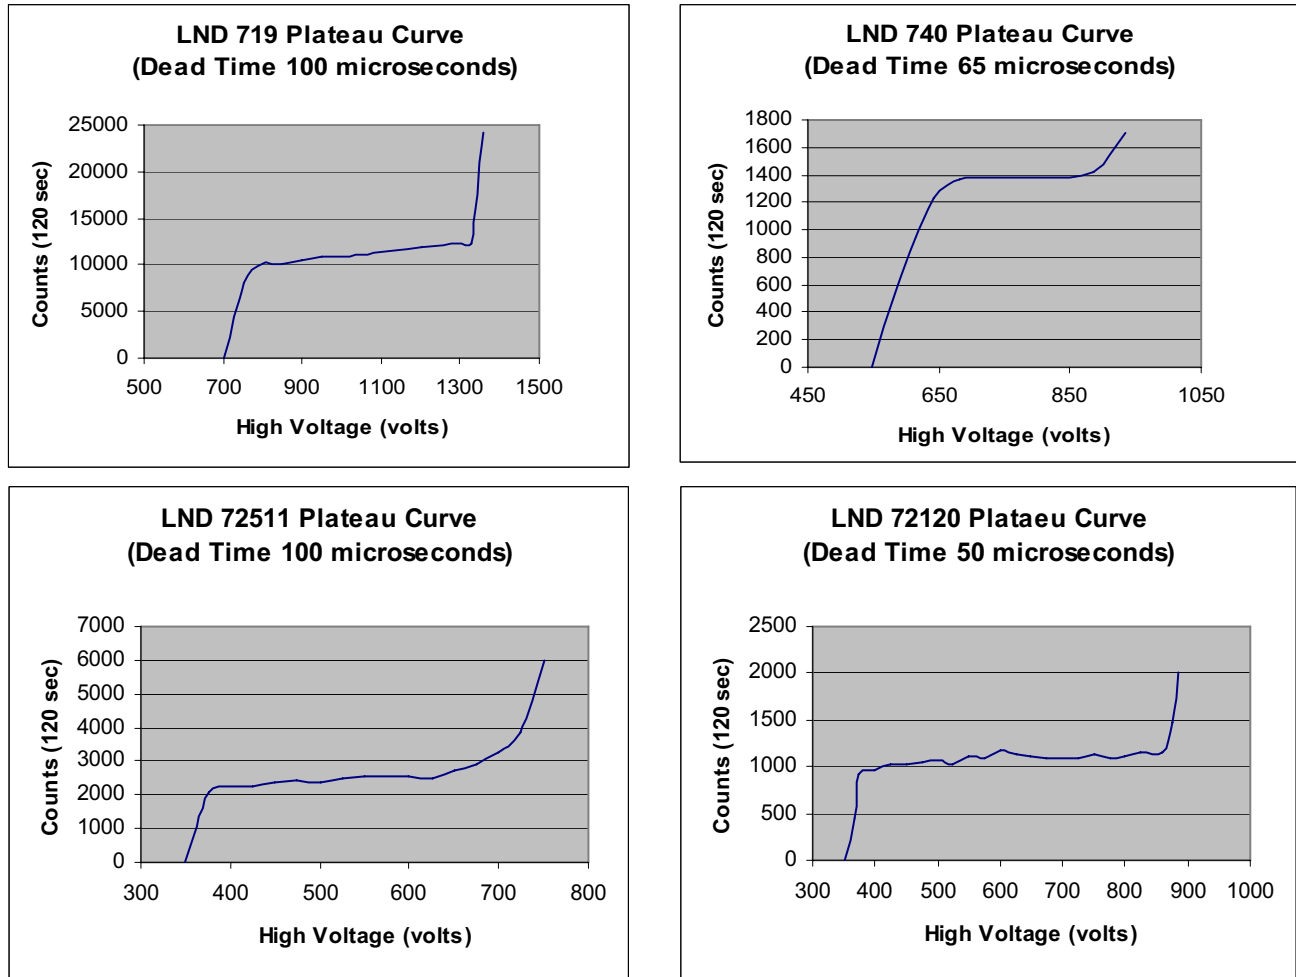 LND 719 Plateau Curve
(Dead Time 100 microseconds)
Counts (120 sec)
25000
20000
15000
10000
5000
0
500 700 900 1100 1300 1500
High Voltage (volts)
LND 740 Plateau Curve
(Dead Time 65 microseconds)
Counts (120 sec)
1800
1600
1400
1200
1000
800
600
400
200
0
450 650 850 1050
High Voltage (volts)
LND 72511 Plateau Curve
(Dead Time 100 microseconds)
Counts (120 sec)
7000
6000
5000
4000
3000
2000
1000
0
300 400 500 600 700 800
High Voltage (volts)
LND 72120 Plataeu Curve
(Dead Time 50 microseconds)
Counts (120 sec)
2500
2000
1500
1000
500
0
300 400 500 600 700 800 900 1000
High Voltage (volts)